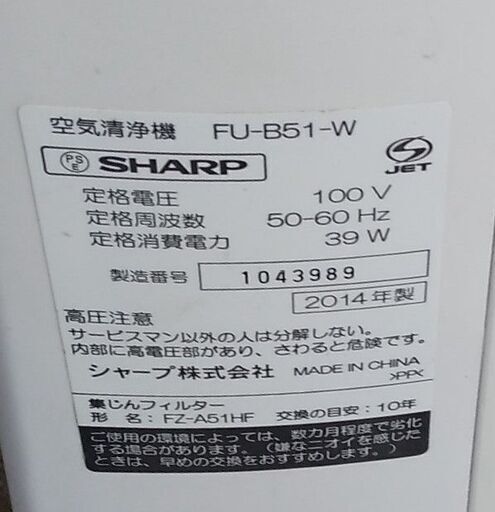 空気清浄機 FU-B51-W
PS E SHARP JET
定格電圧 100 V
定格周波数 50-60 Hz
定格消費電力 39 W
製造番号 1043989
2014年製
高圧注意
サービスマン以外の人は分解しない。
内部に高電圧部があり、さわると危険です。
シャープ株式会社 MADE IN CHINA
>PP<
集じんフィルター
形 名: FZ-A51HF 交換の目安: 10年
ご使用の環境によっては、数カ月程度で劣化
する場合があります。(嫌なニオイを感じた
ときは、早めの交換をおすすめします)